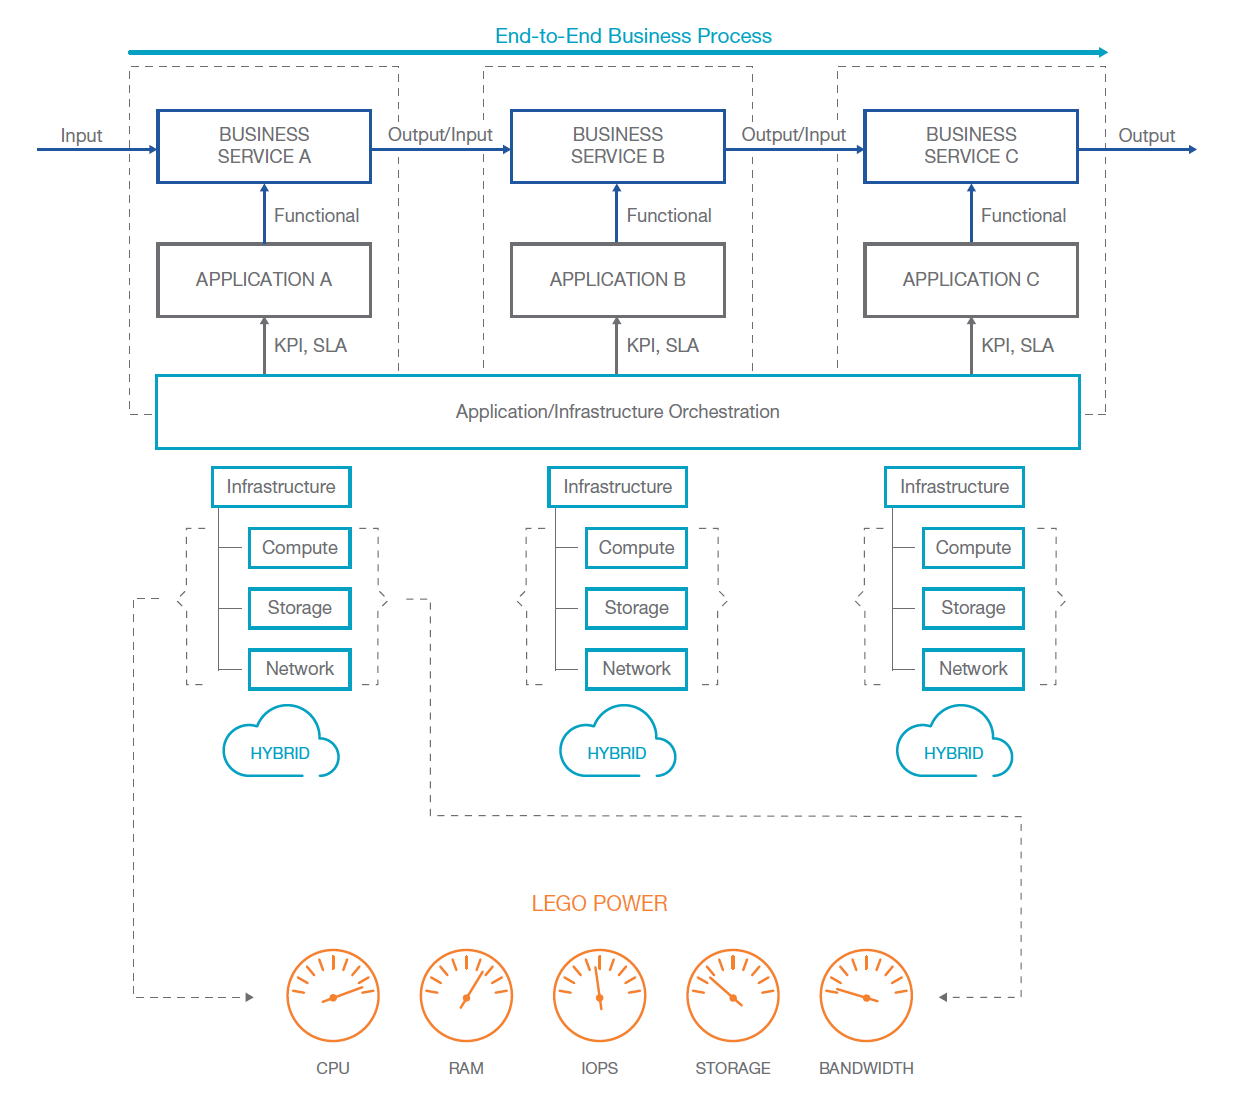 End-to-End Business Process
Input
BUSINESS
SERVICE A
Output/Input
BUSINESS
SERVICE B
Output/Input
BUSINESS
SERVICE C
Output
Functional
Functional
Functional
APPLICATION A
APPLICATION B
APPLICATION C
KPI, SLA
KPI, SLA
KPI, SLA
Application/Infrastructure Orchestration
Infrastructure
Infrastructure
Infrastructure
Compute
Compute
Compute
Storage
Storage
Storage
Network
Network
Network
HYBRID
HYBRID
HYBRID
LEGO POWER
CPU
RAM
IOPS
STORAGE
BANDWIDTH